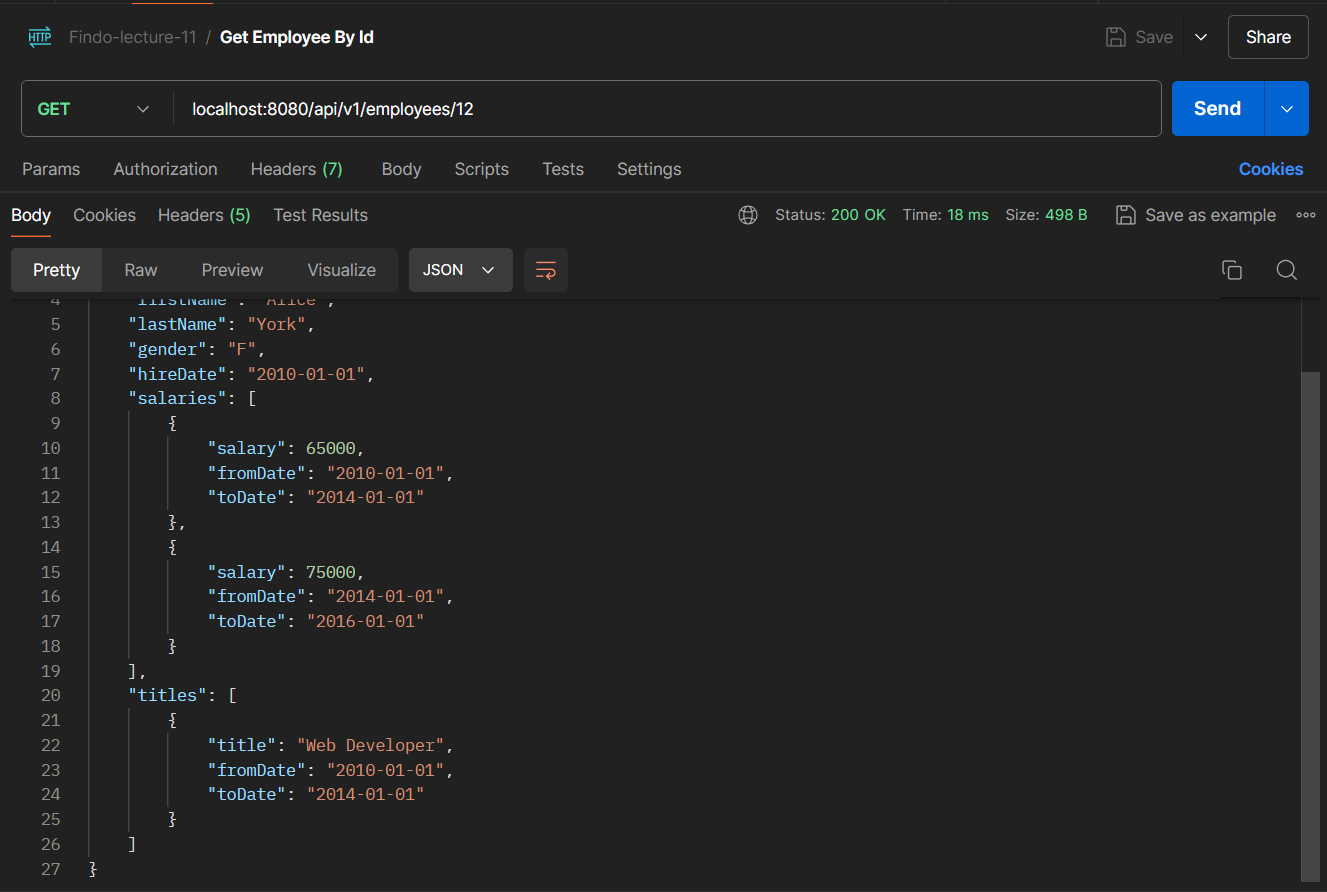 HTTP Findo-lecture-11 / Get Employee By Id Save Share
GET localhost:8080/api/v1/employees/12 Send
Params Authorization Headers (7) Body Scripts Tests Settings Cookies
Body Cookies Headers (5) Test Results Status: 200 OK Time: 18 ms Size: 498 B Save as example
Pretty Raw Preview Visualize JSON
4 "firstName": "Alice",
5 "lastName": "York",
6 "gender": "F",
7 "hireDate": "2010-01-01",
8 "salaries": [
9 {
10 "salary": 65000,
11 "fromDate": "2010-01-01",
12 "toDate": "2014-01-01"
13 },
14 {
15 "salary": 75000,
16 "fromDate": "2014-01-01",
17 "toDate": "2016-01-01"
18 }
19 ],
20 "titles": [
21 {
22 "title": "Web Developer",
23 "fromDate": "2010-01-01",
24 "toDate": "2014-01-01"
25 }
26 ]
27 }